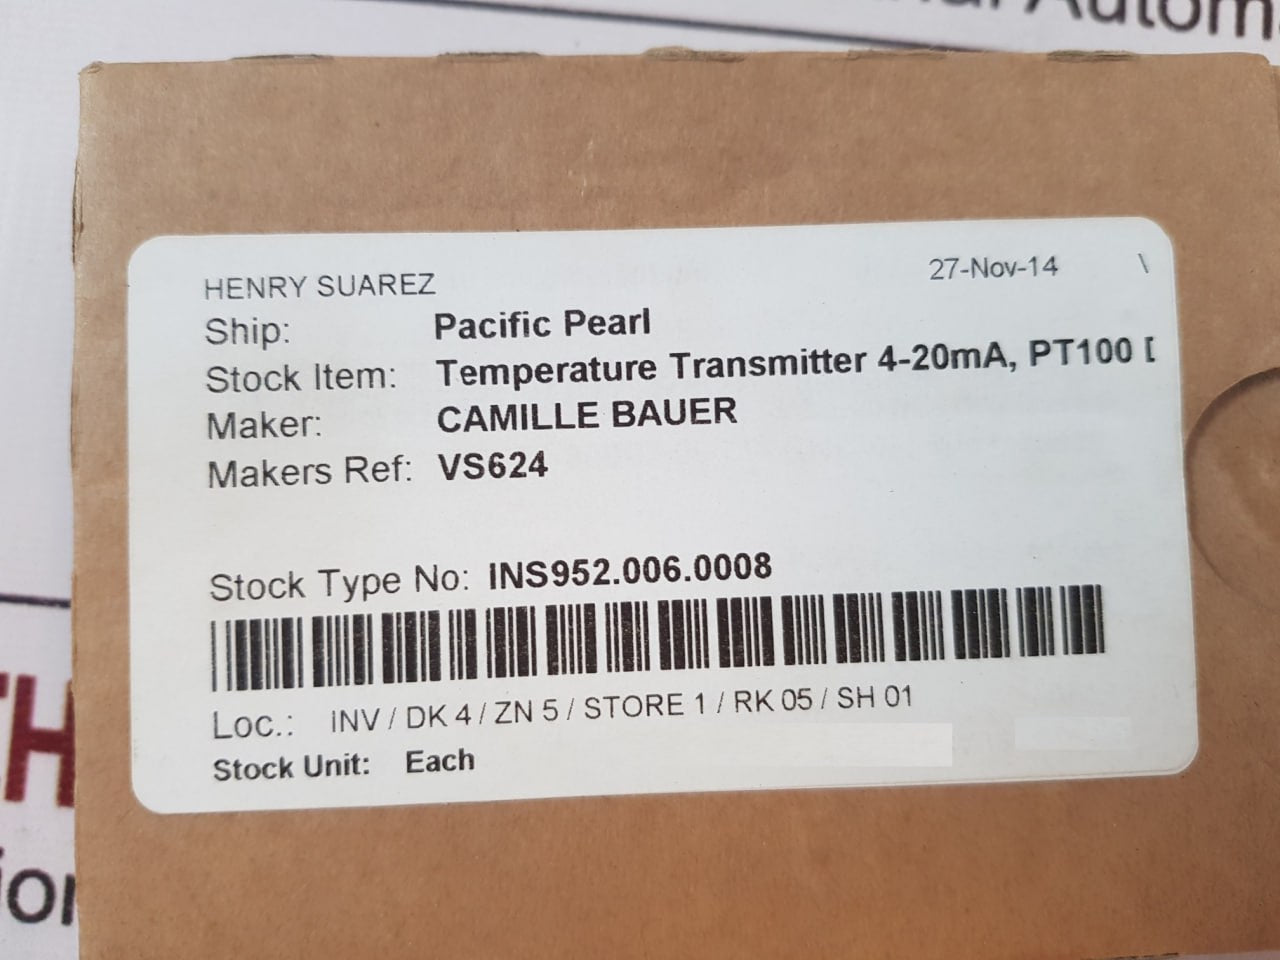 HENRY SUAREZ 27-Nov-14 \
Ship: Pacific Pearl
Stock Item: Temperature Transmitter 4-20mA, PT100
Maker: CAMILLE BAUER
Makers Ref: VS624
Stock Type No: INS952.006.0008
Loc.: INV / DK 4 / ZN 5 / STORE 1 / RK 05 / SH 01
Stock Unit: Each